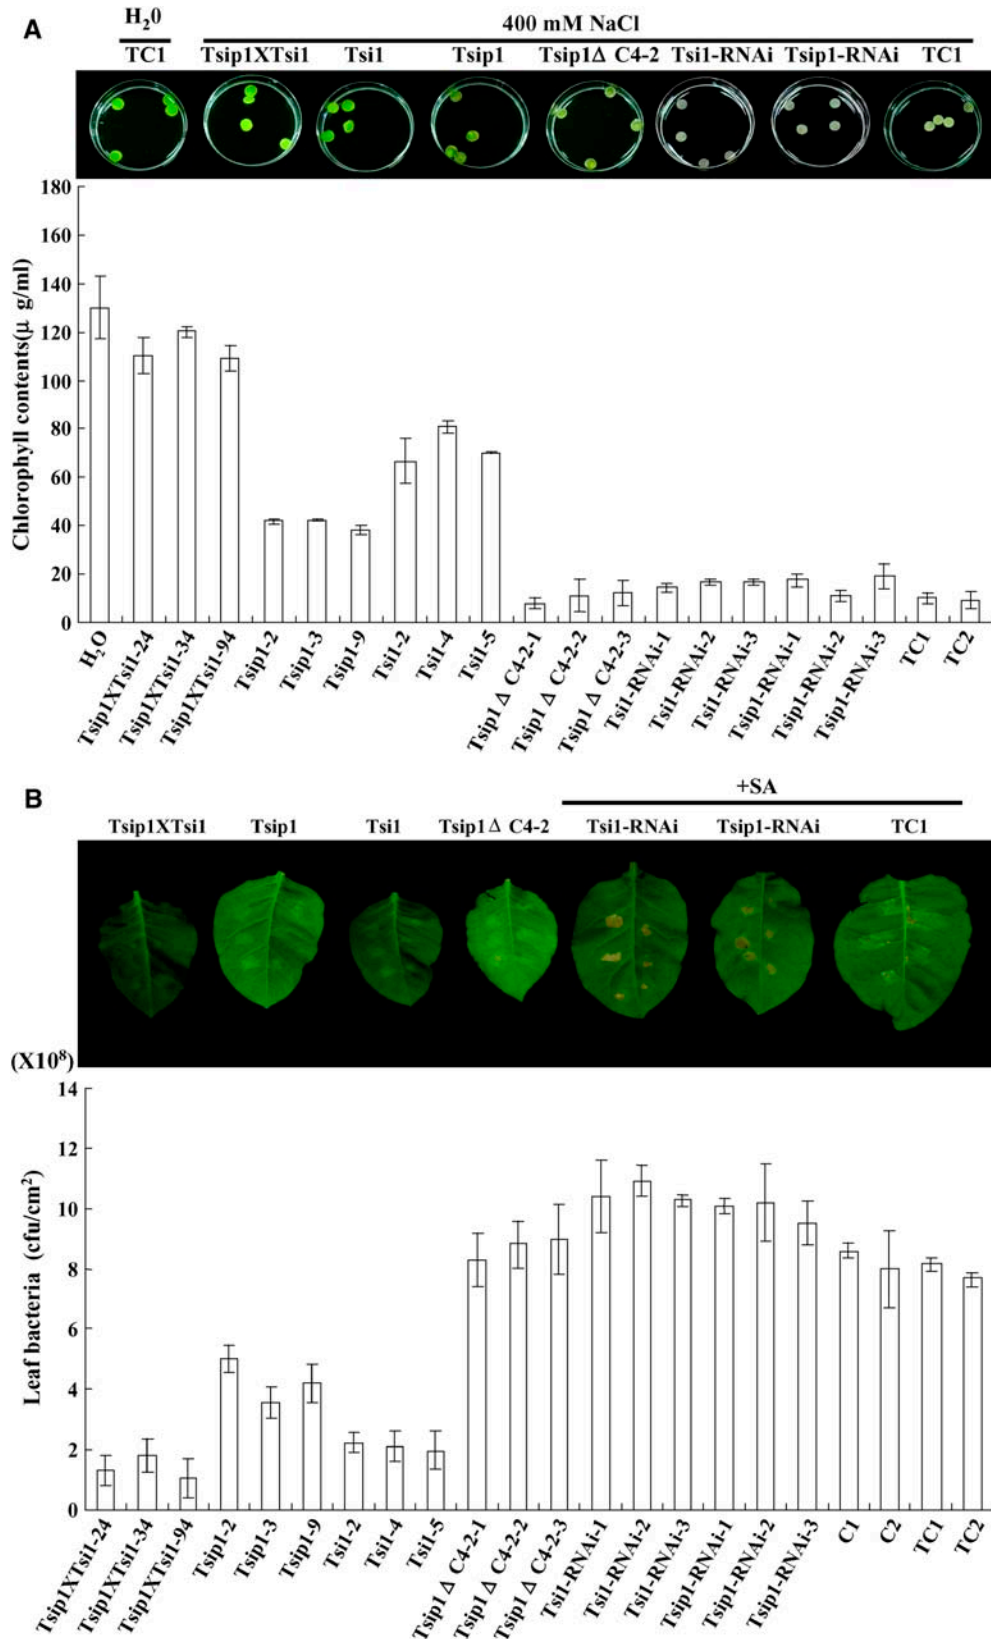 A
H₂0
400 mM NaCl
TC1 Tsip1XTsi1 Tsi1 Tsip1 Tsip1Δ C4-2 Tsi1-RNAi Tsip1-RNAi TC1
180
160
140
120
100
80
60
40
20
0
Chlorophyll contents(μ g/ml)
H₂O
Tsip1XTsi1-24
Tsip1XTsi1-34
Tsip1XTsi1-94
Tsip1-2
Tsip1-3
Tsip1-9
Tsi1-2
Tsi1-4
Tsi1-5
Tsip1 Δ C4-2-1
Tsip1 Δ C4-2-2
Tsip1 Δ C4-2-3
Tsi1-RNAi-1
Tsi1-RNAi-2
Tsi1-RNAi-3
Tsip1-RNAi-1
Tsip1-RNAi-2
Tsip1-RNAi-3
TC1
TC2
B
+SA
Tsip1XTsi1 Tsip1 Tsi1 Tsip1Δ C4-2 Tsi1-RNAi Tsip1-RNAi TC1
(X10⁸)
14
12
10
8
6
4
2
0
Leaf bacteria (cfu/cm²)
Tsip1XTsi1-24
Tsip1XTsi1-34
Tsip1XTsi1-94
Tsip1-2
Tsip1-3
Tsip1-9
Tsi1-2
Tsi1-4
Tsi1-5
Tsip1 Δ C4-2-1
Tsip1 Δ C4-2-2
Tsip1 Δ C4-2-3
Tsi1-RNAi-1
Tsi1-RNAi-2
Tsi1-RNAi-3
Tsip1-RNAi-1
Tsip1-RNAi-2
Tsip1-RNAi-3
C1
C2
TC1
TC2